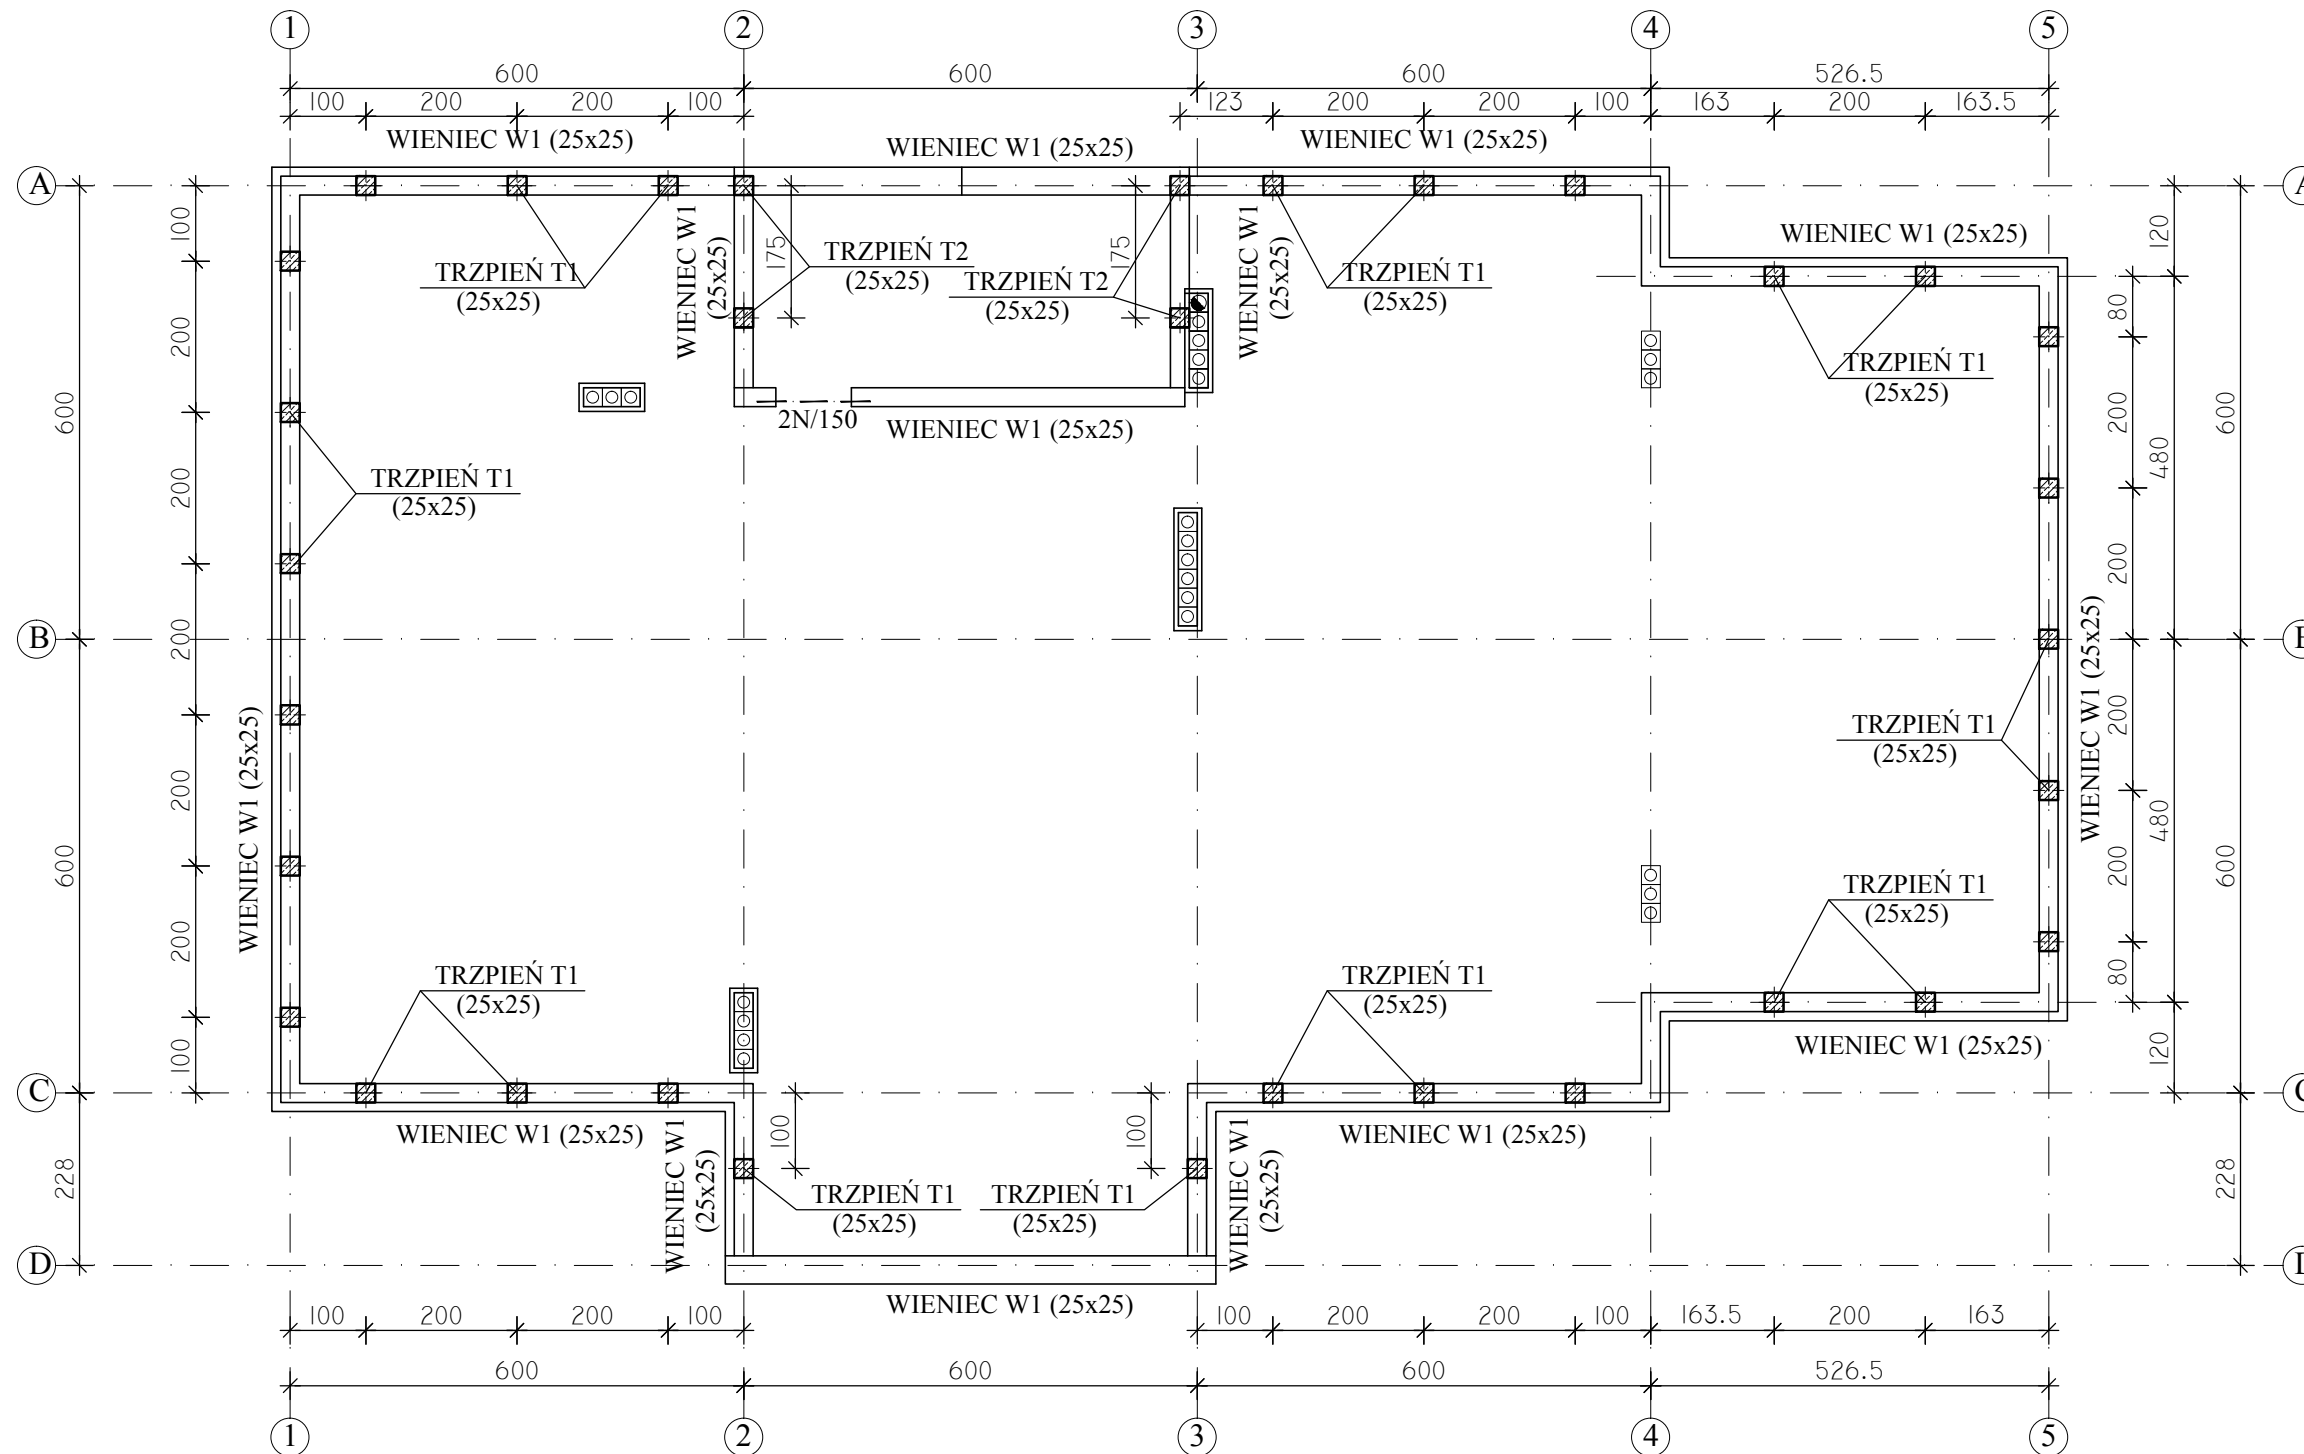 1 2 3 4 5
600 600 600 526.5
100 200 200 100 123 200 200 100 163 200 163.5
WIENIEC W1 (25x25) WIENIEC W1 (25x25) WIENIEC W1 (25x25)
A A
100
WIENIEC W1
(25x25)
175
TRZPIEŃ T2
(25x25)
175
TRZPIEŃ T2
(25x25)
WIENIEC W1
(25x25)
WIENIEC W1 (25x25)
120
TRZPIEŃ T1
(25x25)
TRZPIEŃ T1
(25x25)
80
200
TRZPIEŃ T1
(25x25)
600
2N/150
WIENIEC W1 (25x25)
200
480
600
TRZPIEŃ T1
(25x25)
200
200
B
200
WIENIEC W1 (25x25)
TRZPIEŃ T1
(25x25)
200
WIENIEC W1 (25x25)
200
480
600
200
600
TRZPIEŃ T1
(25x25)
200
200
TRZPIEŃ T1
(25x25)
TRZPIEŃ T1
(25x25)
80
100
WIENIEC W1 (25x25)
120
C
WIENIEC W1 (25x25)
WIENIEC W1
(25x25)
100
100
WIENIEC W1
(25x25)
WIENIEC W1 (25x25)
228
TRZPIEŃ T1
(25x25)
TRZPIEŃ T1
(25x25)
228
D
WIENIEC W1 (25x25)
100 200 200 100 100 200 200 100 163.5 200 163
600 600 600 526.5
1 2 3 4 5